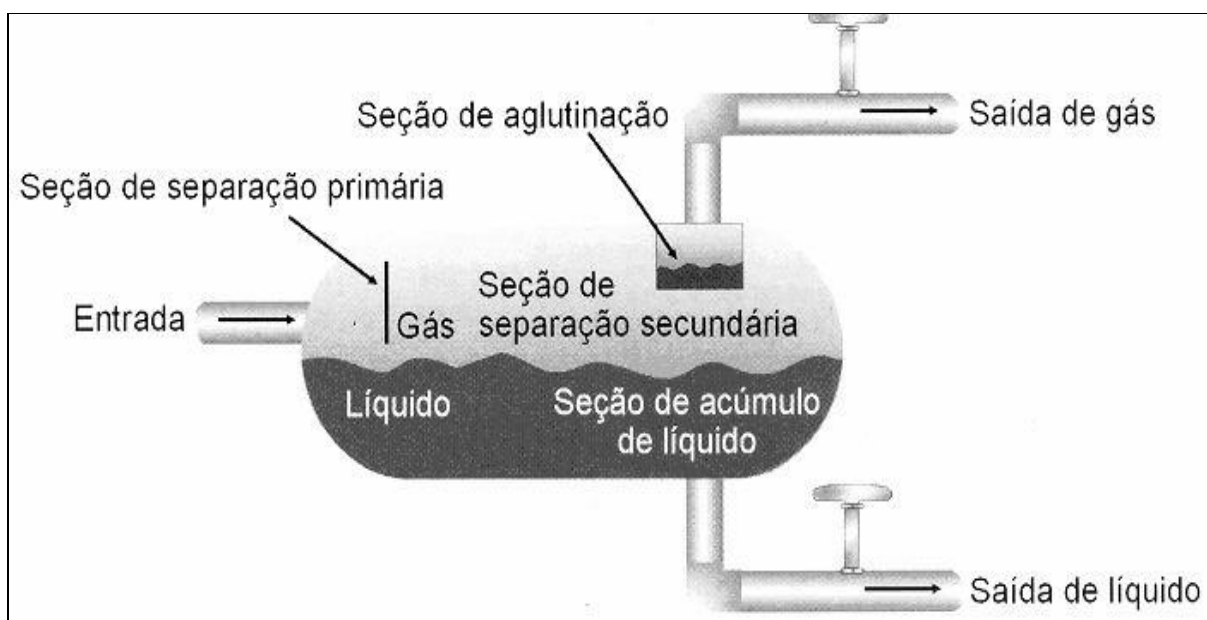 Seção de aglutinação
Saída de gás
Seção de separação primária
Entrada
Gás
Seção de
separação secundária
Líquido
Seção de acúmulo
de líquido
Saída de líquido